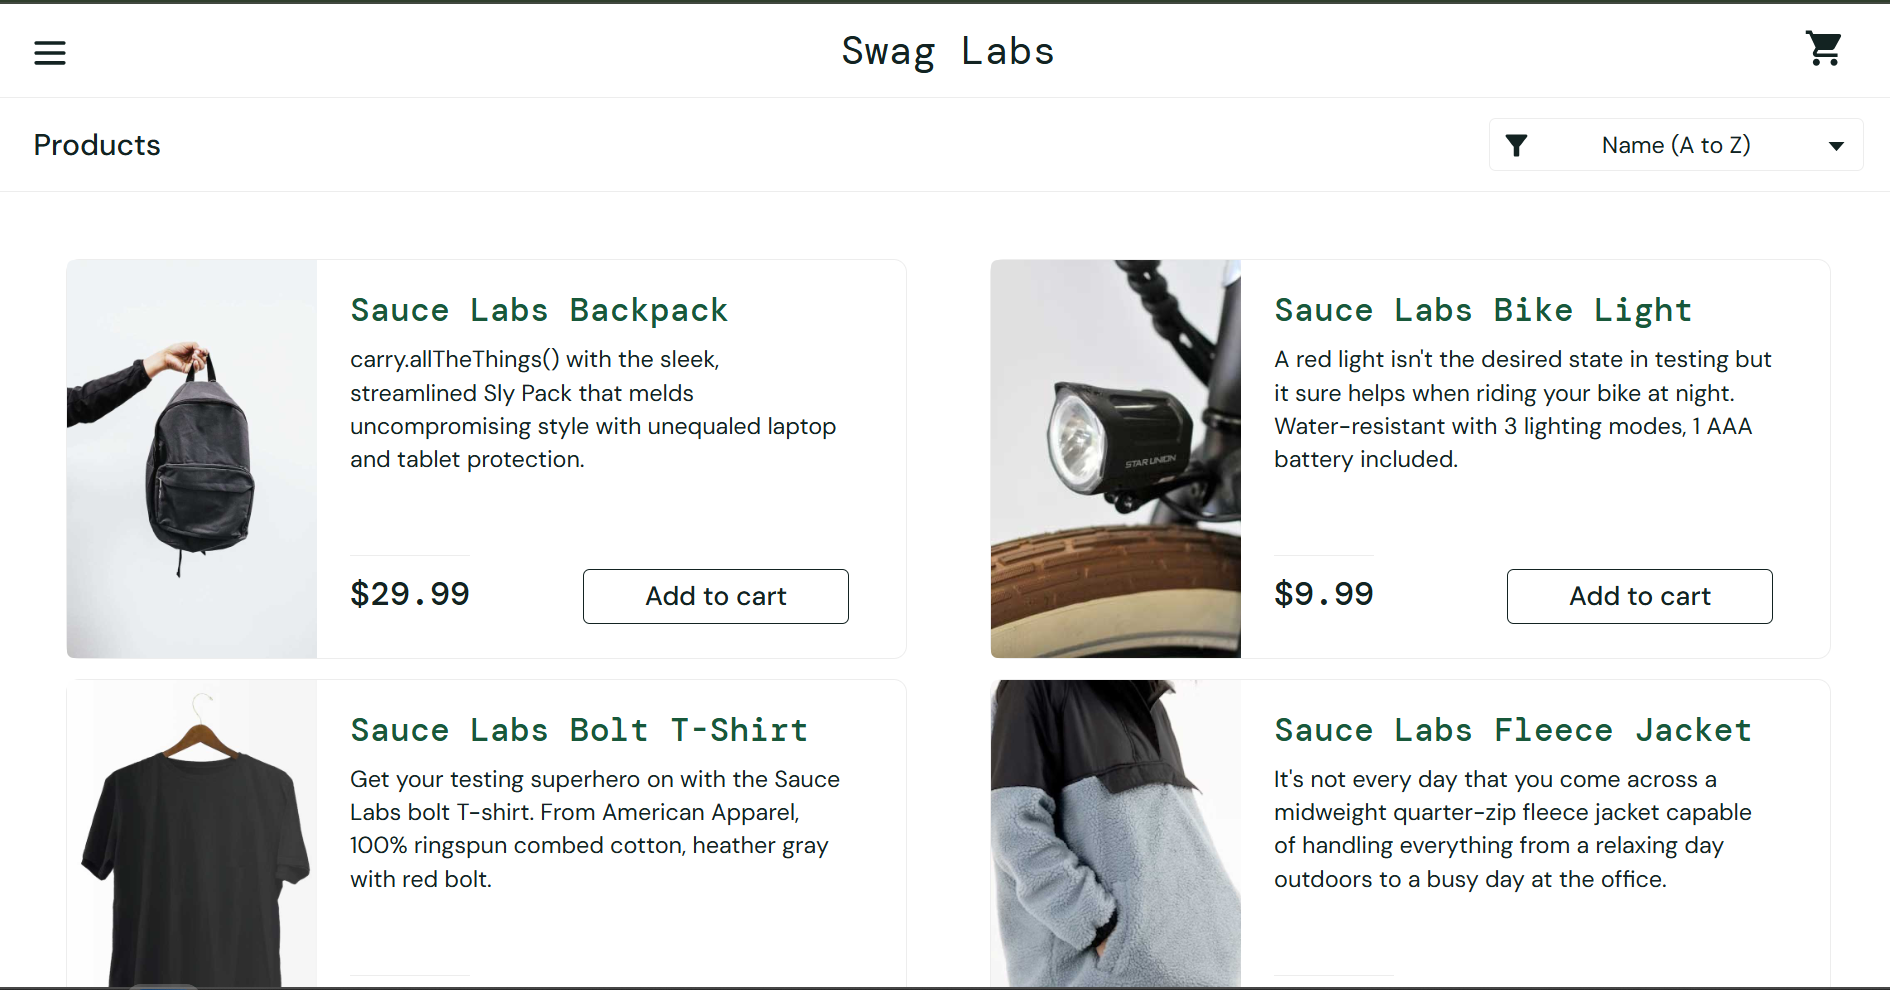 Swag Labs
Products
Name (A to Z)
Sauce Labs Backpack
carry.allTheThings() with the sleek,
streamlined Sly Pack that melds
uncompromising style with unequaled laptop
and tablet protection.
$29.99
Add to cart
Sauce Labs Bike Light
A red light isn't the desired state in testing but
it sure helps when riding your bike at night.
Water-resistant with 3 lighting modes, 1 AAA
battery included.
STAR UNION
$9.99
Add to cart
Sauce Labs Bolt T-Shirt
Get your testing superhero on with the Sauce
Labs bolt T-shirt. From American Apparel,
100% ringspun combed cotton, heather gray
with red bolt.
Sauce Labs Fleece Jacket
It's not every day that you come across a
midweight quarter-zip fleece jacket capable
of handling everything from a relaxing day
outdoors to a busy day at the office.